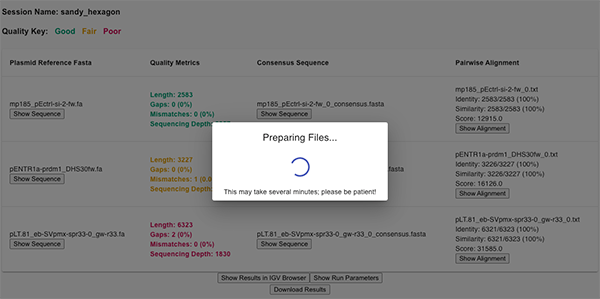 Session Name: sandy_hexagon
Quality Key: Good Fair Poor
Plasmid Reference Fasta Quality Metrics Consensus Sequence Pairwise Alignment
mp185_pEctrl-si-2-fw.fa
Show Sequence
Length: 2583
Gaps: 0 (0%)
Mismatches: 0 (0%)
Sequencing Depth:
mp185_pEctrl-si-2-fw_0_consensus.fasta
Show Sequence
mp185_pEctrl-si-2-fw_0.txt
Identity: 2583/2583 (100%)
Similarity: 2583/2583 (100%)
Score: 12915.0
Show Alignment
Preparing Files...
This may take several minutes; please be patient!
pENTR1a-prdm1_DHS30fw.fa
Show Sequence
Length: 3227
Gaps: 0 (0%)
Mismatches: 1 (0.0
Sequencing Dep
pENTR1a-prdm1_DHS30fw_0.txt
Identity: 3226/3227 (100%)
Similarity: 3226/3227 (100%)
Score: 16126.0
Show Alignment
pLT.81_eb-SVpmx-spr33-0_gw-r33.fa
Show Sequence
Length: 6323
Gaps: 2 (0%)
Mismatches: 0 (0%)
Sequencing Depth: 1830
pLT.81_eb-SVpmx-spr33-0_gw-r33_0_consensus.fasta
Show Sequence
pLT.81_eb-SVpmx-spr33-0_gw-r33_0.txt
Identity: 6321/6323 (100%)
Similarity: 6321/6323 (100%)
Score: 31585.0
Show Alignment
Show Results in IGV Browser Show Run Parameters
Download Results